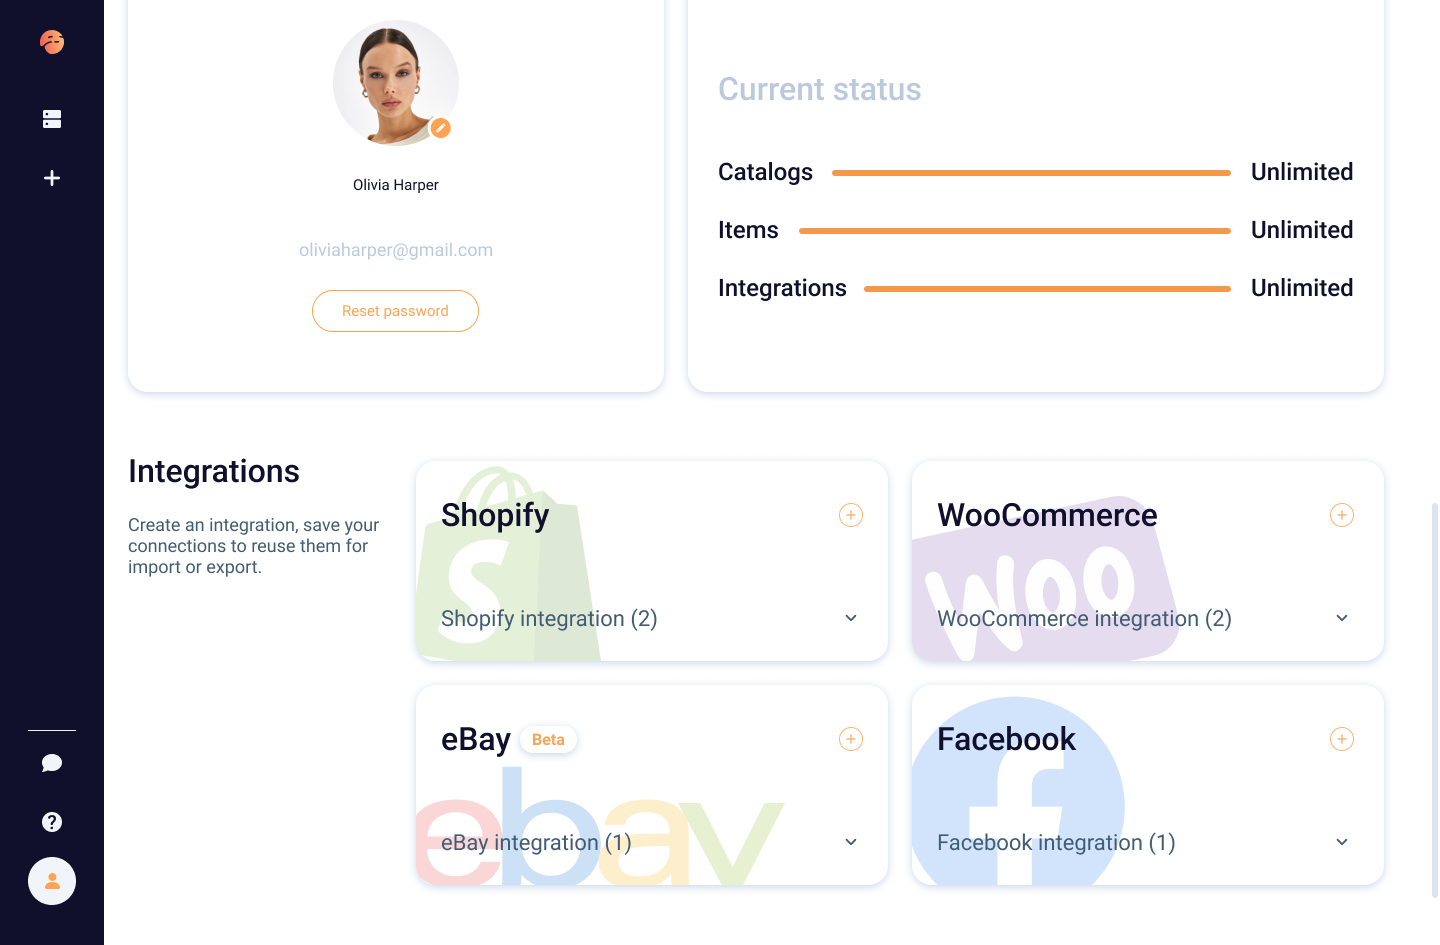 Olivia Harper
oliviaharper@gmail.com
Reset password
Current status
Catalogs Unlimited
Items Unlimited
Integrations Unlimited
Integrations
Create an integration, save your
connections to reuse them for
import or export.
Shopify
S
Shopify integration (2)
WooCommerce
WOO
WooCommerce integration (2)
eBay Beta
ebay
eBay integration (1)
Facebook
f
Facebook integration (1)